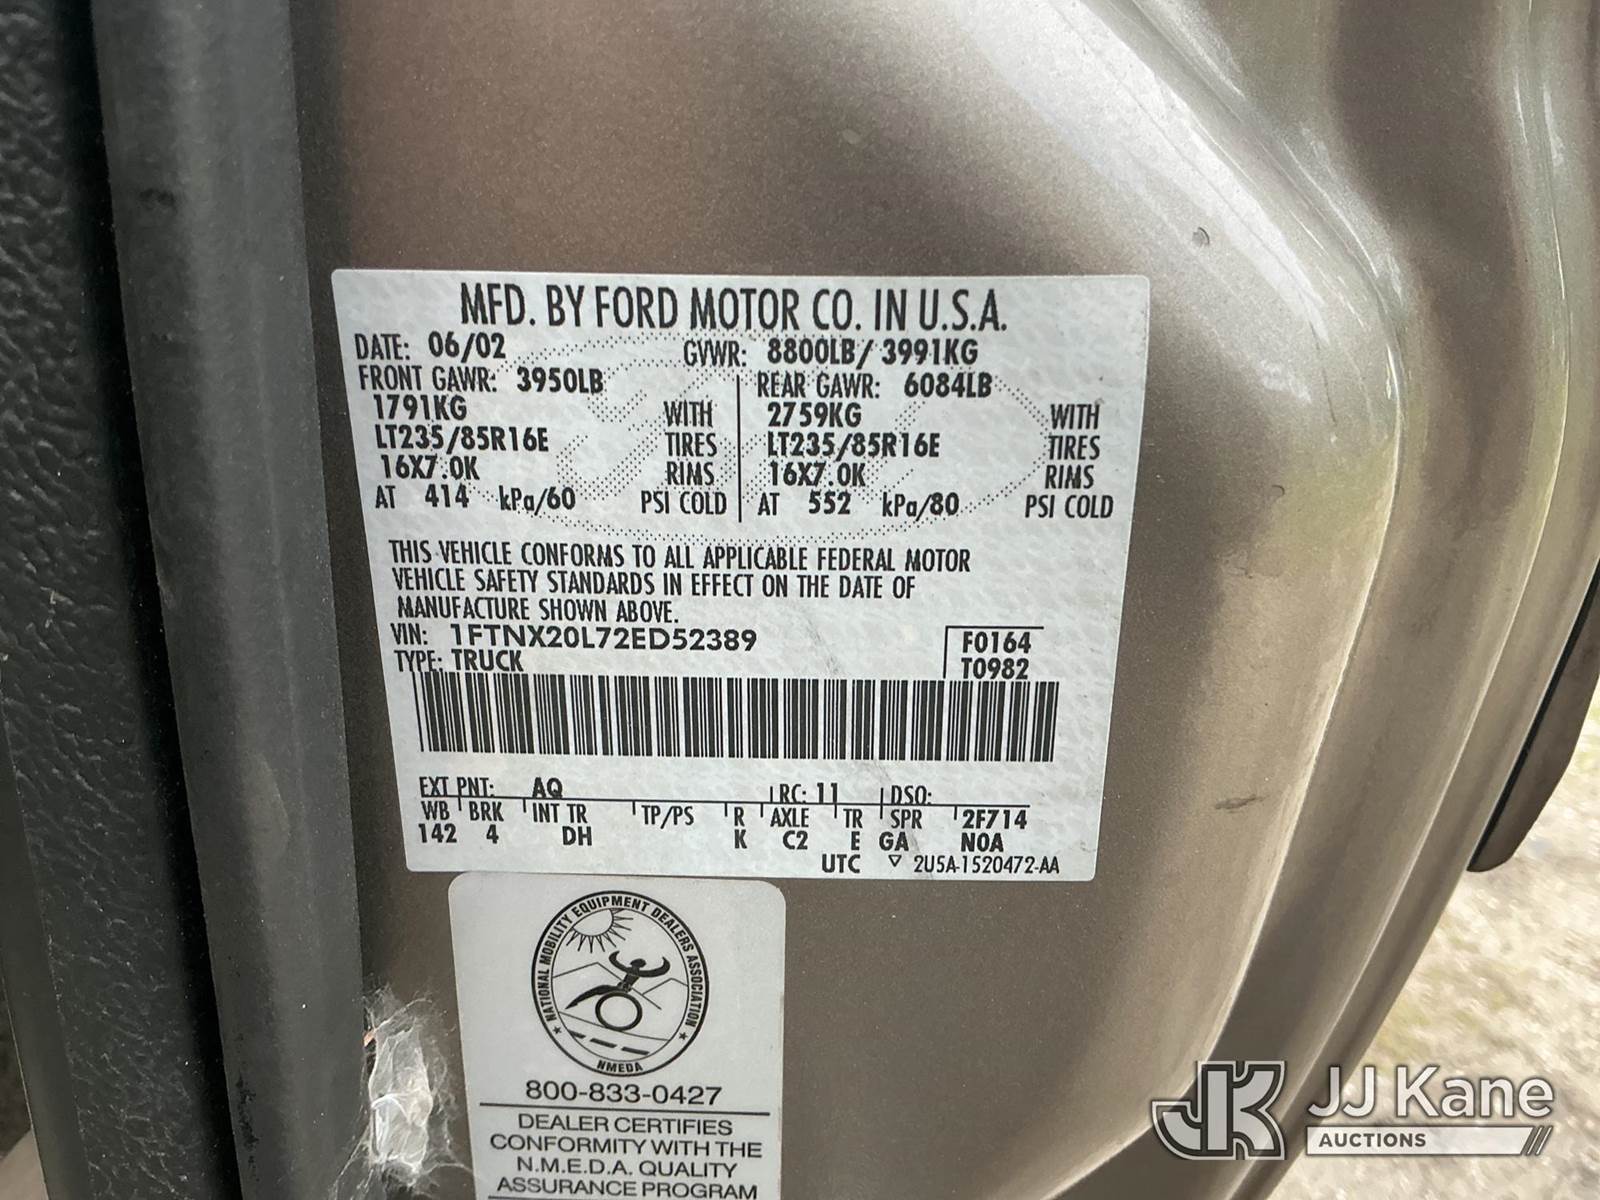 MFD. BY FORD MOTOR CO. IN U.S.A.
DATE: 06/02 GVWR: 8800LB/ 3991KG
FRONT GAWR: 3950LB REAR GAWR: 6084LB
1791KG WITH 2759KG WITH
LT235/85R16E TIRES LT235/85R16E TIRES
16X7.0K RIMS 16X7.0K RIMS
AT 414 kPa/60 PSI COLD AT 552 kPa/80 PSI COLD
THIS VEHICLE CONFORMS TO ALL APPLICABLE FEDERAL MOTOR
VEHICLE SAFETY STANDARDS IN EFFECT ON THE DATE OF
MANUFACTURE SHOWN ABOVE.
VIN: 1FTNX20L72ED52389 F0164
TYPE: TRUCK T0982
EXT PNT: AQ RC: 11 DSO:
WB BRK INT TR TP/PS R AXLE TR SPR 2F714
142 4 DH K C2 E GA N0A
UTC ▽ 2U5A-1520472-AA
★ NATIONAL MOBILITY EQUIPMENT DEALERS ASSOCIATION ★
NMEDA
800-833-0427
DEALER CERTIFIES
CONFORMITY WITH THE
N.M.E.D.A. QUALITY
ASSURANCE PROGRAM
JK JJ Kane
AUCTIONS